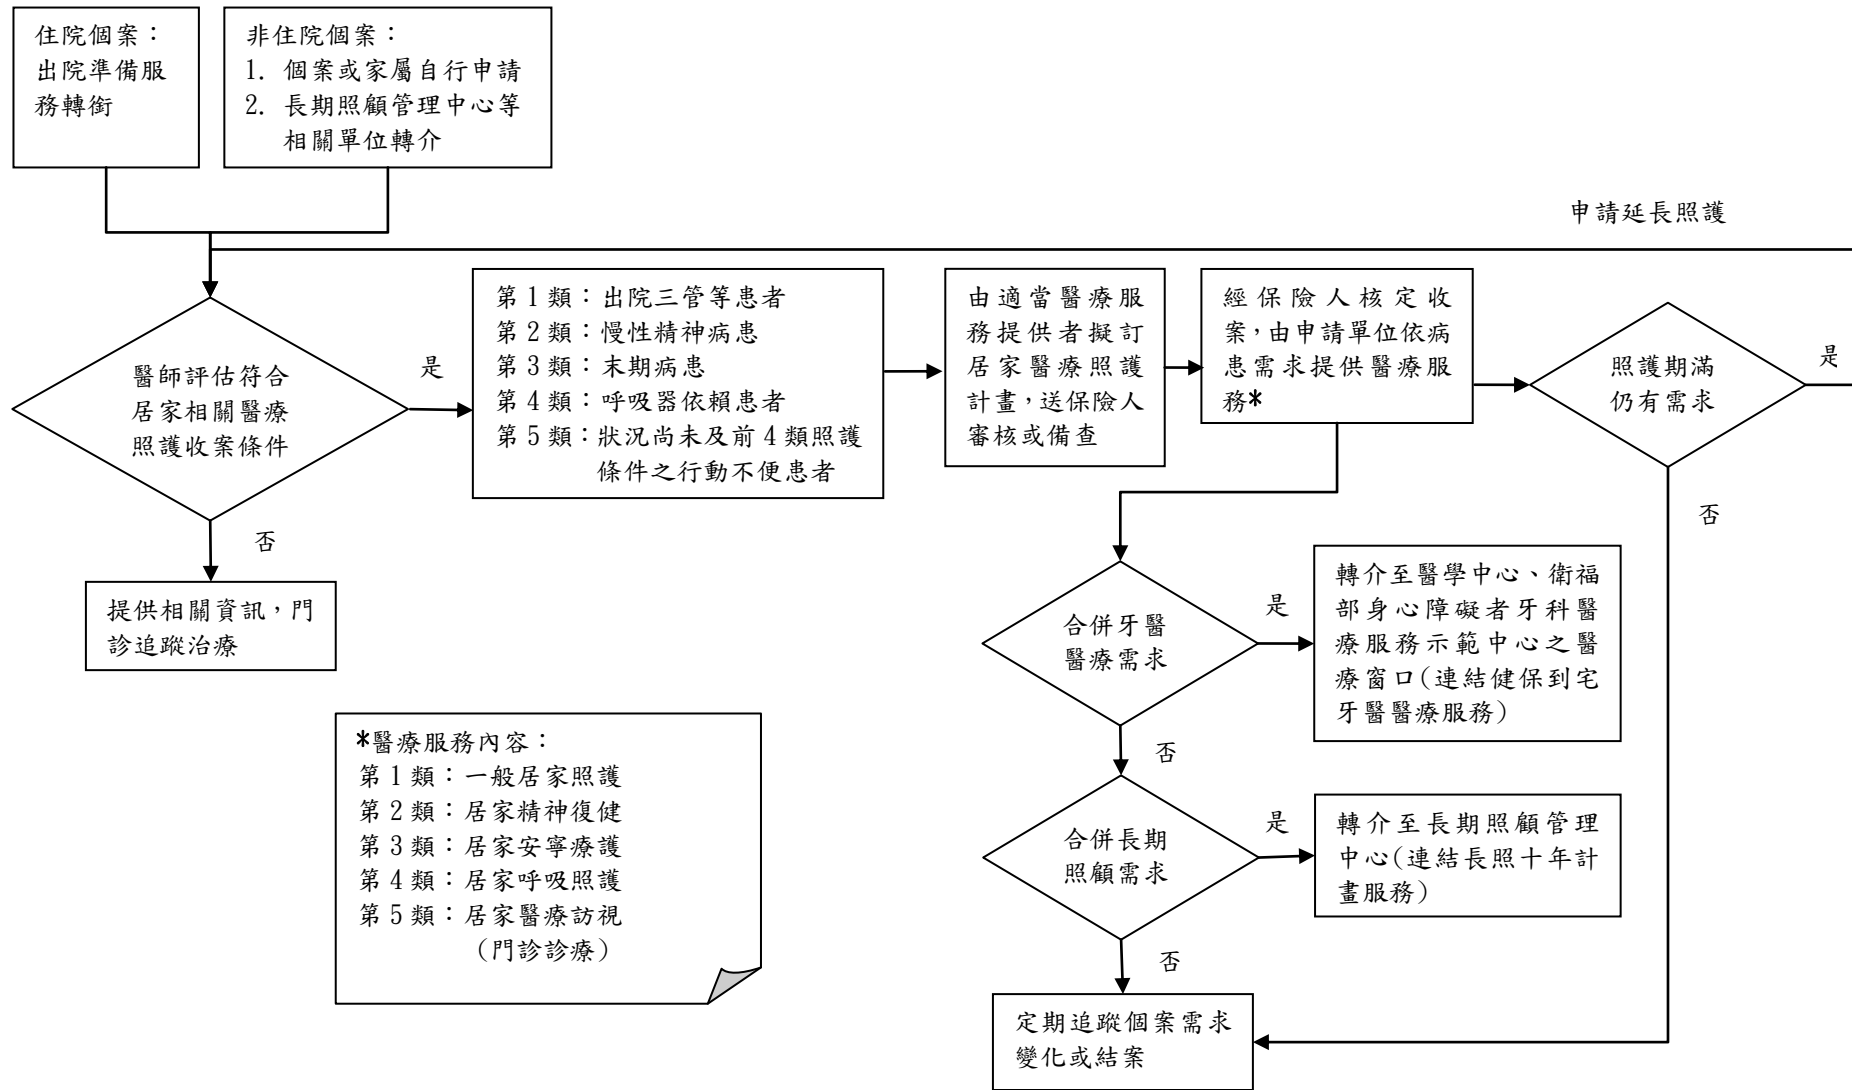 住院個案：
出院準備服
務轉銜
非住院個案：
1. 個案或家屬自行申請
2. 長期照顧管理中心等
相關單位轉介
申請延長照護
醫師評估符合
居家相關醫療
照護收案條件
是
否
提供相關資訊，門
診追蹤治療
第1類：出院三管等患者
第2類：慢性精神病患
第3類：末期病患
第4類：呼吸器依賴患者
第5類：狀況尚未及前4類照護
條件之行動不便患者
由適當醫療服
務提供者擬訂
居家醫療照護
計畫，送保險人
審核或備查
經保險人核定收
案，由申請單位依病
患需求提供醫療服
務*
照護期滿
仍有需求
是
否
合併牙醫
醫療需求
是
轉介至醫學中心、衛福
部身心障礙者牙科醫
療服務示範中心之醫
療窗口(連結健保到宅
牙醫醫療服務)
否
合併長期
照顧需求
是
轉介至長期照顧管理
中心(連結長照十年計
畫服務)
否
定期追蹤個案需求
變化或結案
*醫療服務內容：
第1類：一般居家照護
第2類：居家精神復健
第3類：居家安寧療護
第4類：居家呼吸照護
第5類：居家醫療訪視
(門診診療)